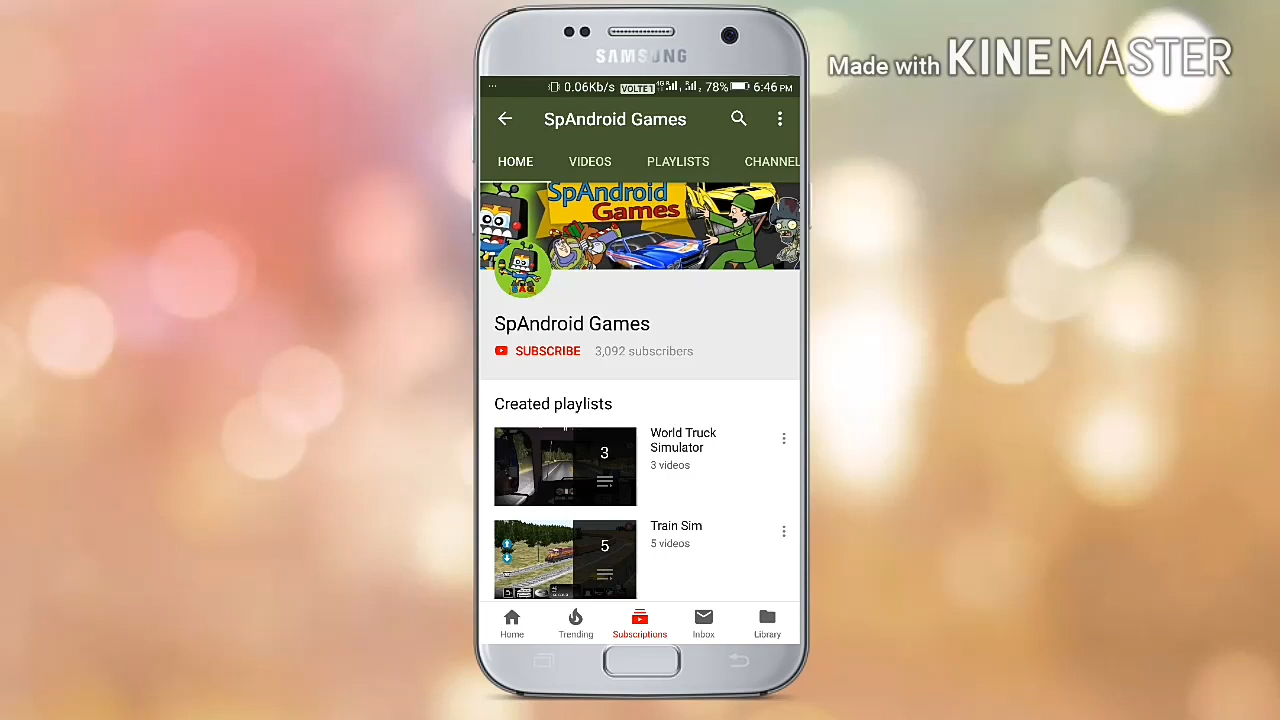 Made with KINEMASTER
SAMSUNG
0.06Kb/s VOLTE1 4G 78% 6:46 PM
SpAndroid Games
HOME VIDEOS PLAYLISTS CHANNEL
SpAndroid
Games
SpAndroid Games
SUBSCRIBE 3,092 subscribers
Created playlists
3
World Truck
Simulator
3 videos
5
Train Sim
5 videos
Home Trending Subscriptions Inbox Library